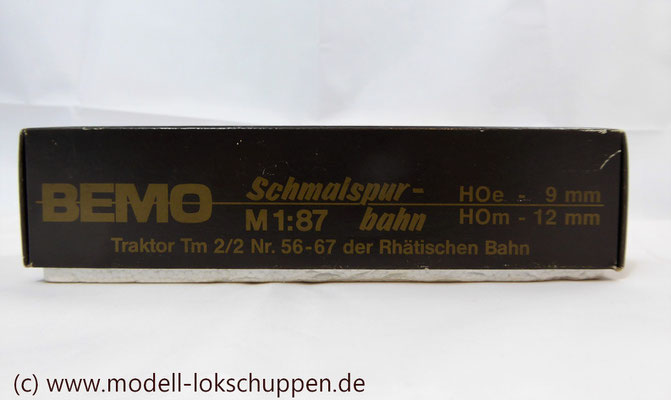 BEMO Schmalspur- HOe - 9 mm
M 1:87 bahn HOm - 12 mm
Traktor Tm 2/2 Nr. 56-67 der Rhätischen Bahn
(c) www.modell-lokschuppen.de